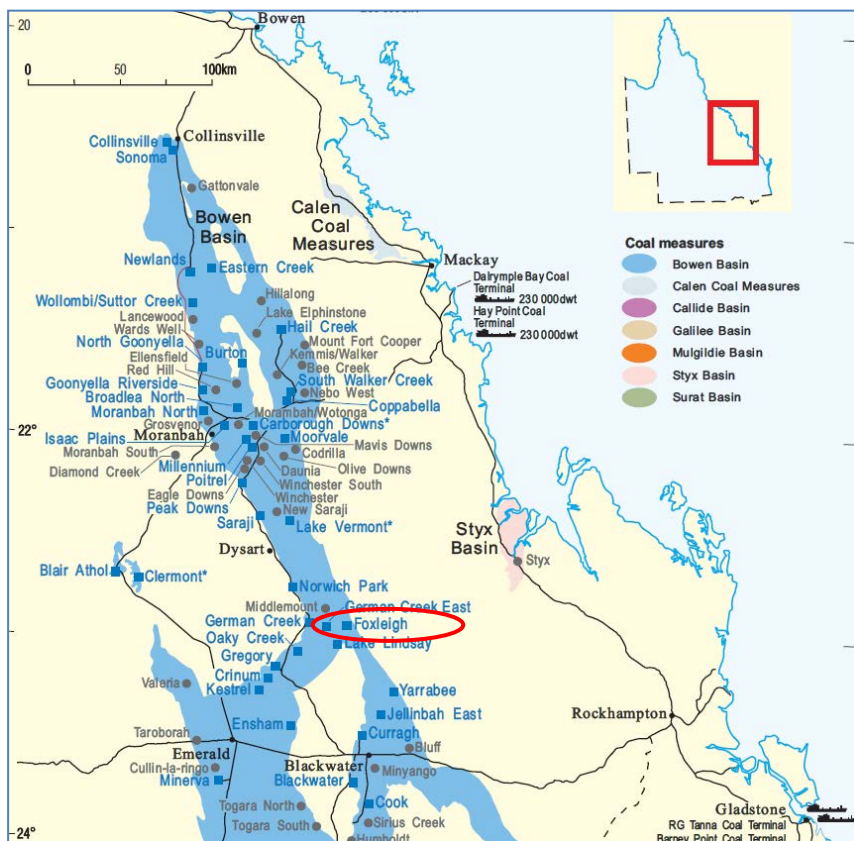 20
Bowen
0
50
100km
Collinsville
Collinsville
Sonoma
Gattonvale
Bowen
Basin
Calen
Coal
Measures
Newlands
Eastern Creek
Mackay
Dalrymple Bay Coal
Terminal
230 000dwt
Hay Point Coal
Terminal
230 000dwt
Coal measures
Bowen Basin
Calen Coal Measures
Callide Basin
Galilee Basin
Mulgildie Basin
Styx Basin
Surat Basin
Wollombi/Suttor Creek
Hillalong
Lancewood
Lake Elphinstone
Wards Well
Hail Creek
North Goonyella
Mount Fort Cooper
Ellensfield
Burton
Kemmis/Walker
Red Hill
Bee Creek
Goonyella Riverside
South Walker Creek
Broadlea North
Nebo West
Coppabella
Moranbah North
Morambah/Wotonga
Grosvenor
Carborough Downs*
22°
Moranbah
Isaac Plains
Moorvale
Mavis Downs
Moranbah South
Codrilla
Millennium
Olive Downs
Diamond Creek
Poitrel
Daunia
Winchester South
Eagle Downs
Winchester
Peak Downs
New Saraji
Saraji
Lake Vermont*
Styx
Basin
Dysart
Styx
Blair Athol
Clermont*
Norwich Park
Middlemount
German Creek East
German Creek
Foxleigh
Oaky Creek
Lake Lindsay
Gregory
Crinum
Valeria
Kestrel
Yarrabee
Jellinbah East
Rockhampton
Ensham
Curragh
Taroborah
Bluff
Emerald
Blackwater
Cullin-la-ringo
Minyango
Minerva
Blackwater
Togara North
Cook
Gladstone
Togara South
Sirius Creek
RG Tanna Coal Terminal
24°
Humboldt
Barney Point Coal Terminal